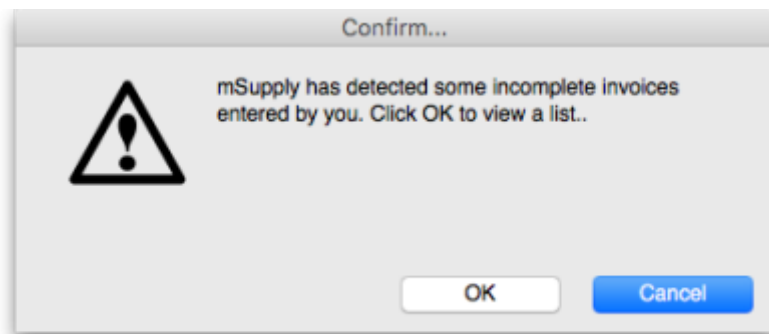 Confirm...
mSupply has detected some incomplete invoices
entered by you. Click OK to view a list..
OK
Cancel